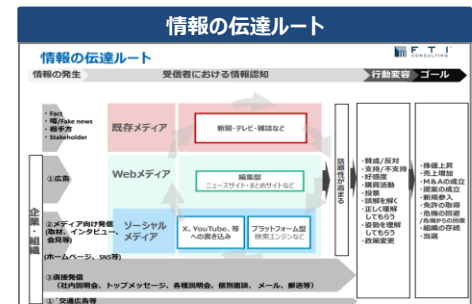 情報の伝達ルート
情報の伝達ルート
F T I
CONSULTING
情報の発生
受信者における情報認知
行動変容
ゴール
・Fact
・噂/Fake news
・相手方
・Stakeholder
既存メディア
新聞・テレビ・雑誌など
①広告
Webメディア
編集型
ニュースサイト・まとめサイトなど
企業・組織
②メディア向け発信
(取材、インタビュー、
会見等)
(ホームページ、SNS等)
ソーシャル
メディア
X、YouTube、等
への書き込み
プラットフォーム型
検索エンジンなど
③直接発信
(社内説明会、トップメッセージ、各種説明会、個別面談、メール、郵送等)
①´交通広告等
話題性が高まる
・賛成/反対
・支持/不支持
・好感度
・購買活動
・投票
・誤解を解く
・正しく理解
してもらう
・姿勢を理解
してもらう
・政策変更
・株価上昇
・売上増加
・M&Aの成立
・提案の成立
・新規参入
・免許の取得
・危機の回避
/危機からの回復
・組織の存続
・当選